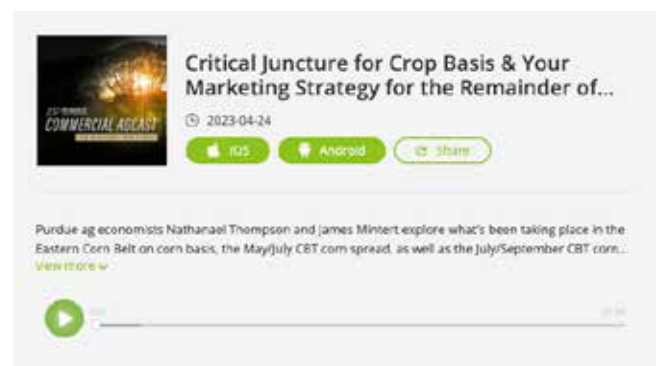 Critical Juncture for Crop Basis & Your
Marketing Strategy for the Remainder of...
COMMERCIAL AGCAST
2023-04-24
iOS
Android
Share
Purdue ag economists Nathanael Thompson and James Mintert explore what's been taking place in the
Eastern Corn Belt on corn basis, the May/July CBT corn spread, as well as the July/September CBT corn...
View more